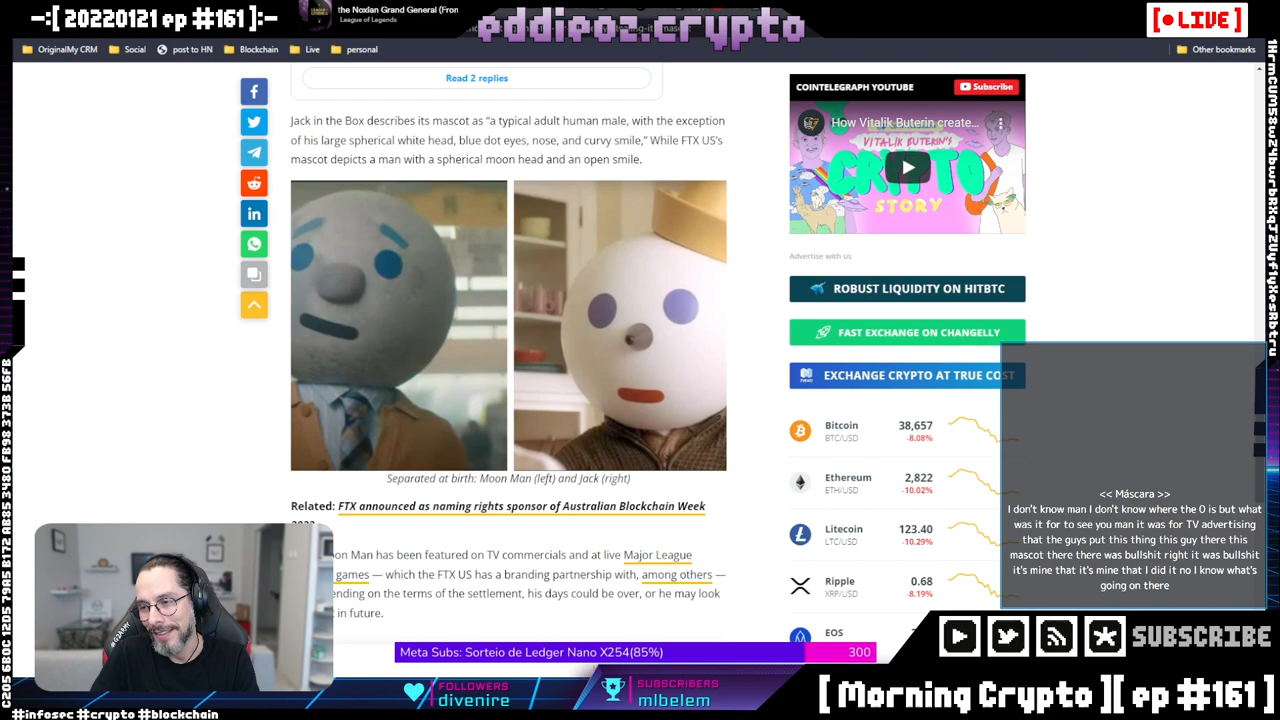 -:[ 20220121 ep #161 ]:-
the Noxian Grand General (Fron
League of Legends
eddieoz.crypto
[● LIVE]
OriginalMy CRM
Social
post to HN
Blockchain
Live
personal
Other bookmarks
Read 2 replies
Jack in the Box describes its mascot as “a typical adult human male, with the exception
of his large spherical white head, blue dot eyes, nose, and curvy smile,” While FTX US’s
mascot depicts a man with a spherical moon head and an open smile.
Separated at birth: Moon Man (left) and Jack (right)
Related: FTX announced as naming rights sponsor of Australian Blockchain Week
on Man has been featured on TV commercials and at live Major League
games — which the FTX US has a branding partnership with, among others —
ending on the terms of the settlement, his days could be over, or he may look
t in future.
COINTELEGRAPH YOUTUBE
Subscribe
How Vitalik Buterin create...
VITALIK BUTERIN'S
CRYPTO
STORY
Advertise with us
ROBUST LIQUIDITY ON HITBTC
FAST EXCHANGE ON CHANGELLY
EXCHANGE CRYPTO AT TRUE COST
Bitcoin 38,657
BTC/USD -8.08%
Ethereum 2,822
ETH/USD -10.02%
Litecoin 123.40
LTC/USD -10.29%
Ripple 0.68
XRP/USD -8.19%
EOS
<< Máscara >>
I don't know man I don't know where the O is but what
was it for to see you man it was for TV advertising
that the guys put this thing this guy there this
mascot there there was bullshit right it was bullshit
it's mine that it's mine that I did it no I know what's
going on there
Meta Subs: Sorteio de Ledger Nano X254(85%) 300
FOLLOWERS
divenire
SUBSCRIBERS
mlbelem
SUBSCRIBE
[ Morning Crypto ][ ep #161 ]
#infosec #crypto #blockchain